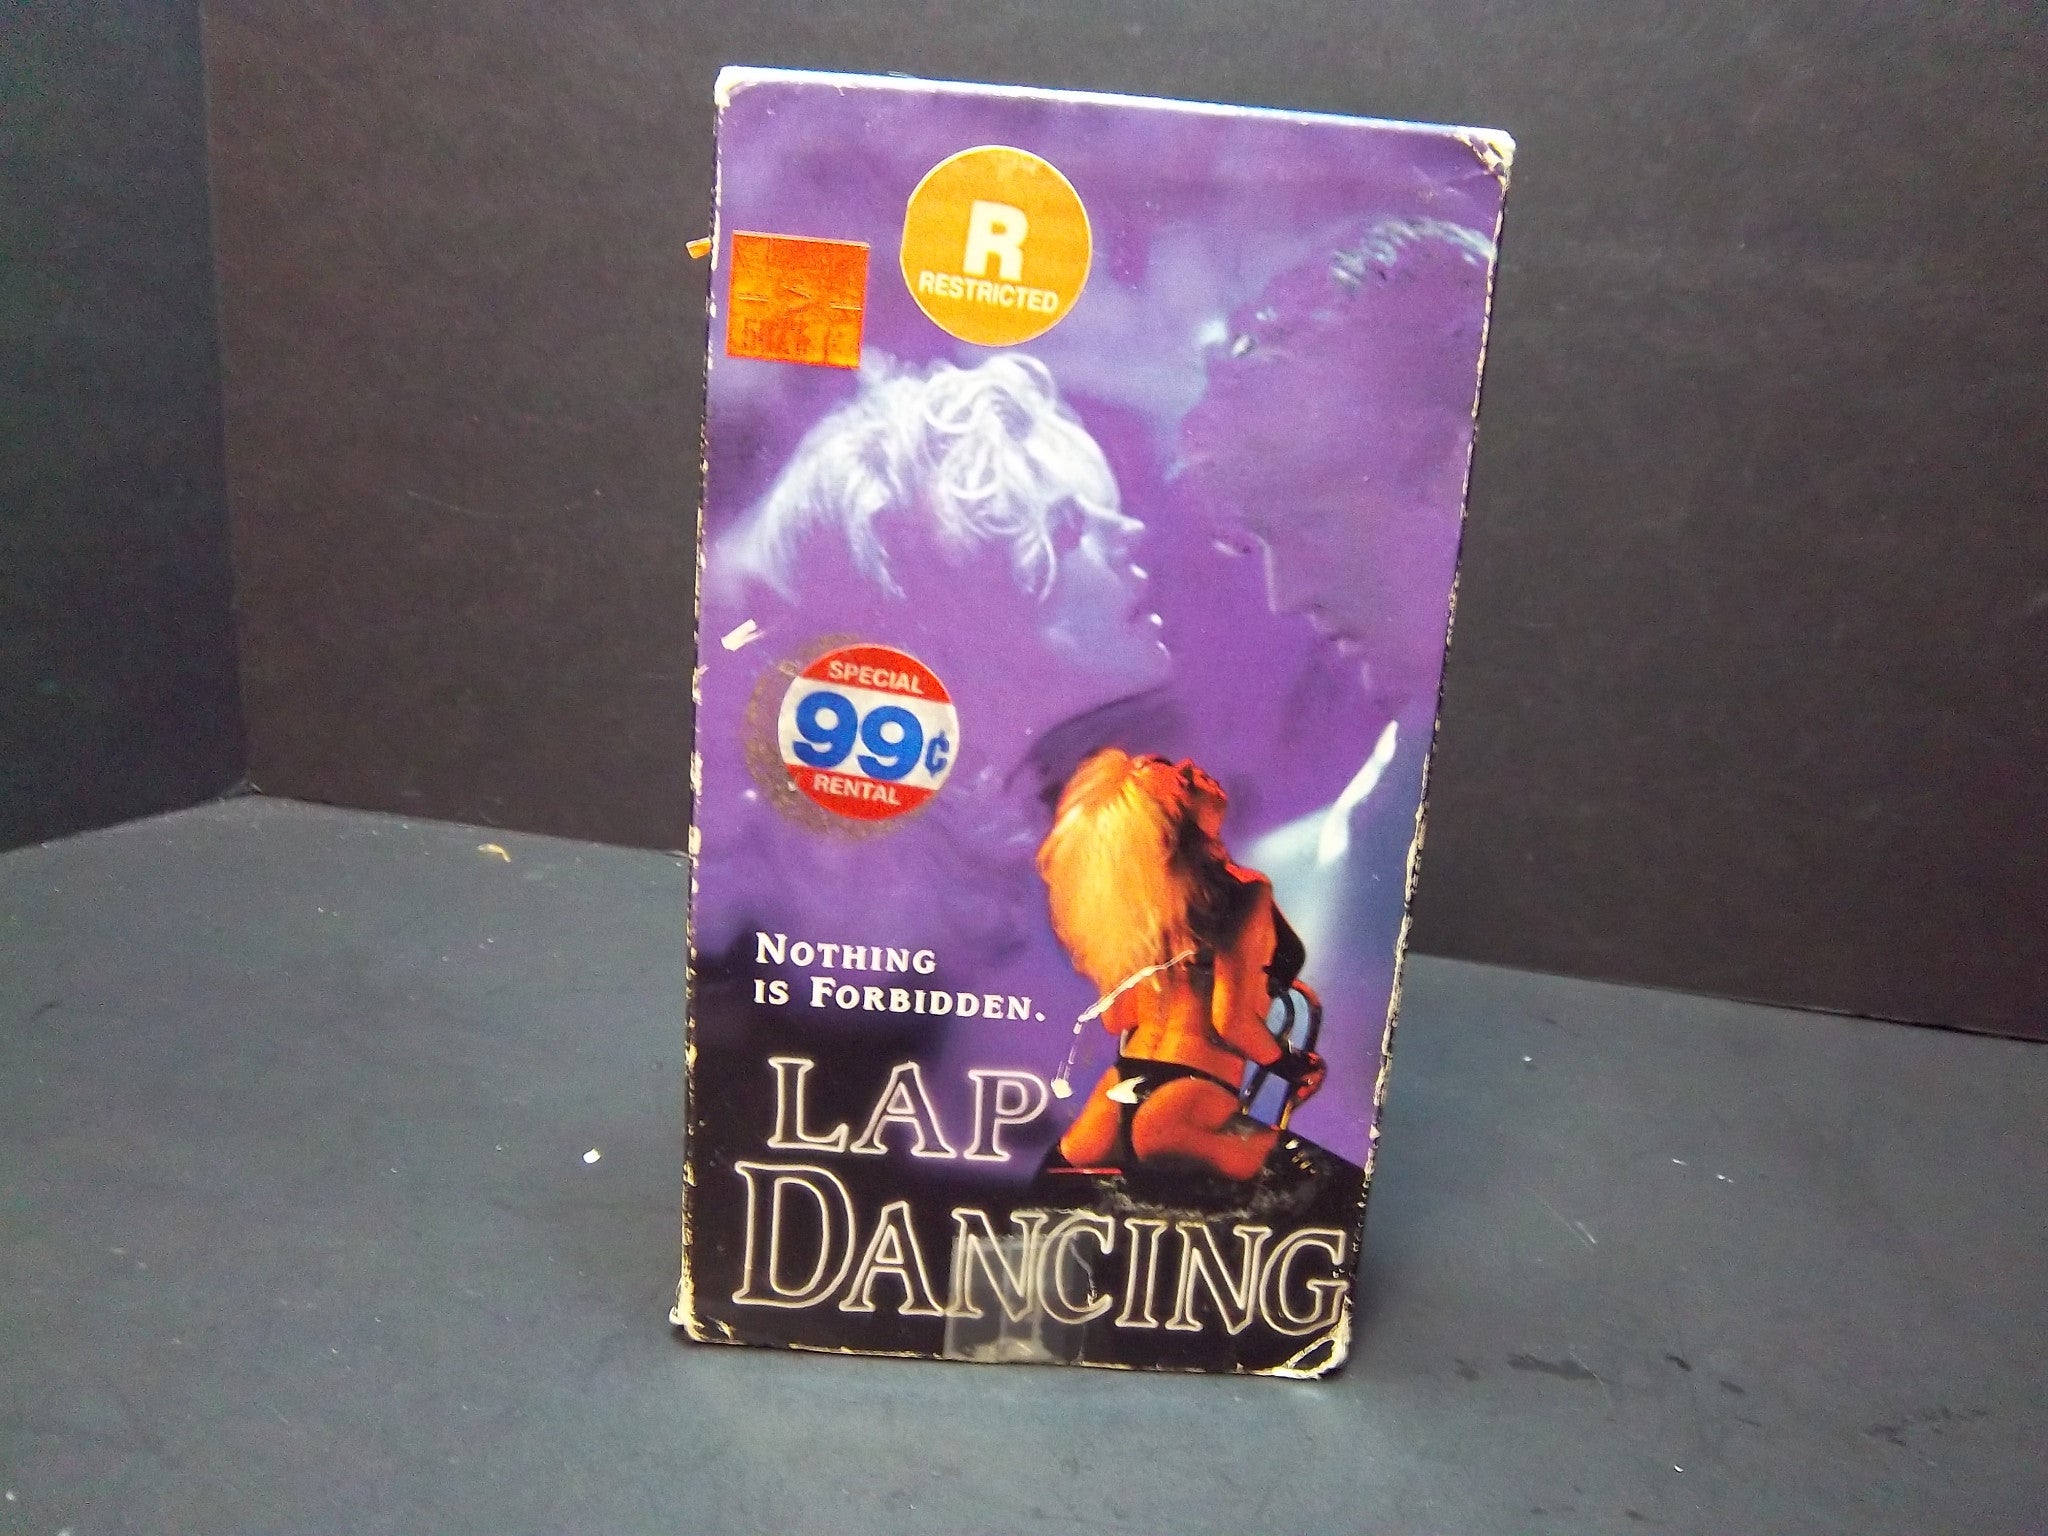 R
RESTRICTED
SPECIAL
99¢
RENTAL
NOTHING
IS FORBIDDEN.
LAP
DANCING